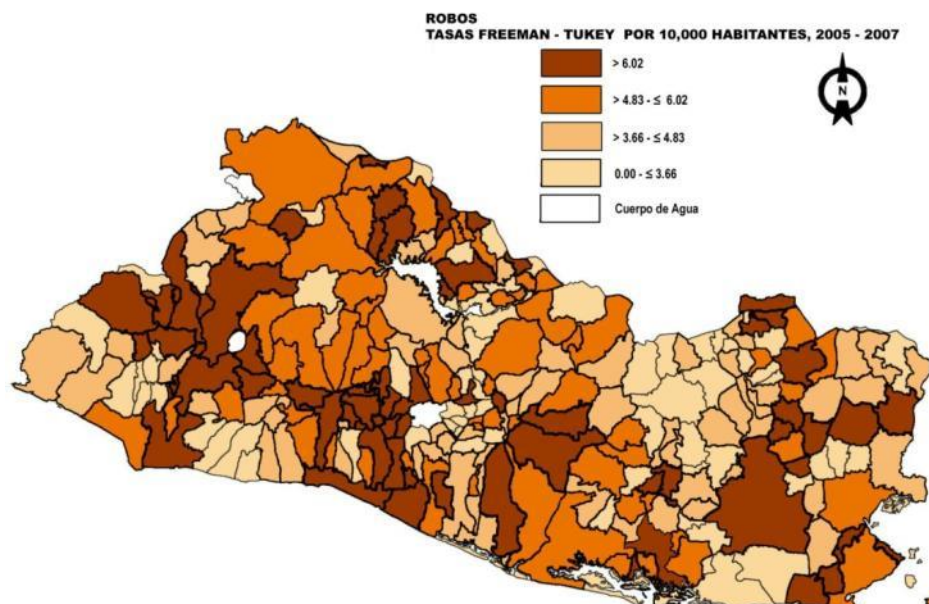 ROBOS
TASAS FREEMAN - TUKEY POR 10,000 HABITANTES, 2005 - 2007
> 6.02
> 4.83 - ≤ 6.02
> 3.66 - ≤ 4.83
0.00 - ≤ 3.66
Cuerpo de Agua
N